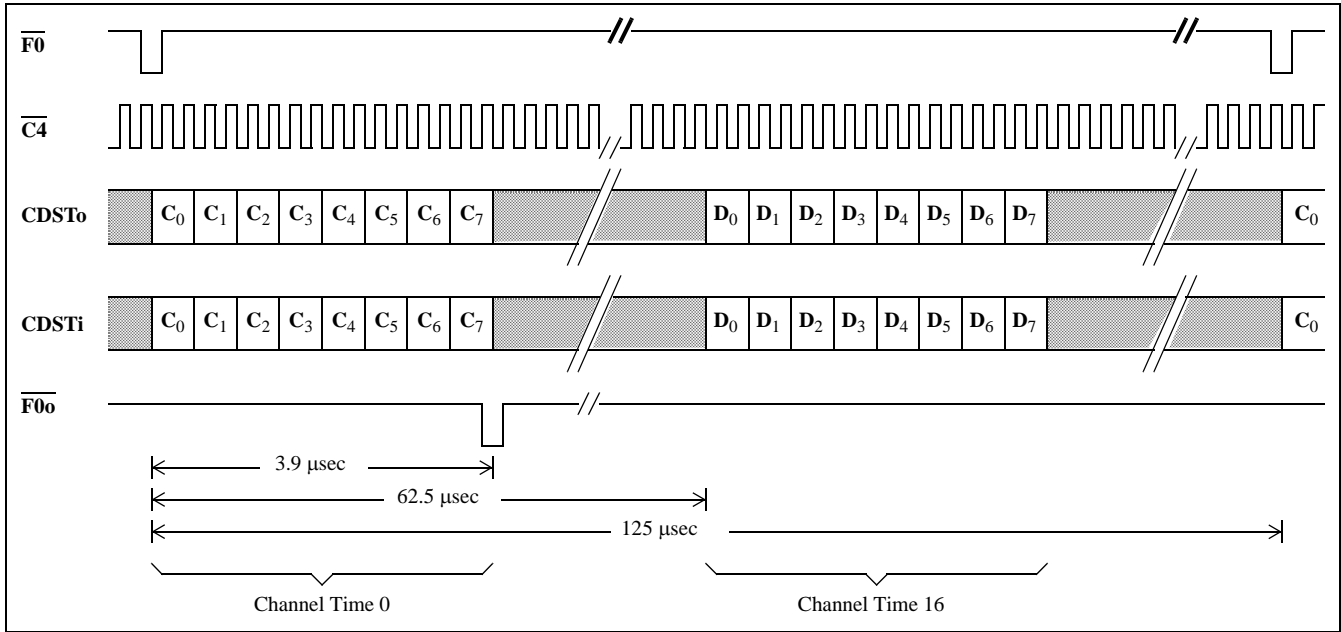 F0
C4
CDSTo C₀ C₁ C₂ C₃ C₄ C₅ C₆ C₇ D₀ D₁ D₂ D₃ D₄ D₅ D₆ D₇ C₀
CDSTi C₀ C₁ C₂ C₃ C₄ C₅ C₆ C₇ D₀ D₁ D₂ D₃ D₄ D₅ D₆ D₇ C₀
F0o
3.9 µsec
62.5 µsec
125 µsec
Channel Time 0 Channel Time 16